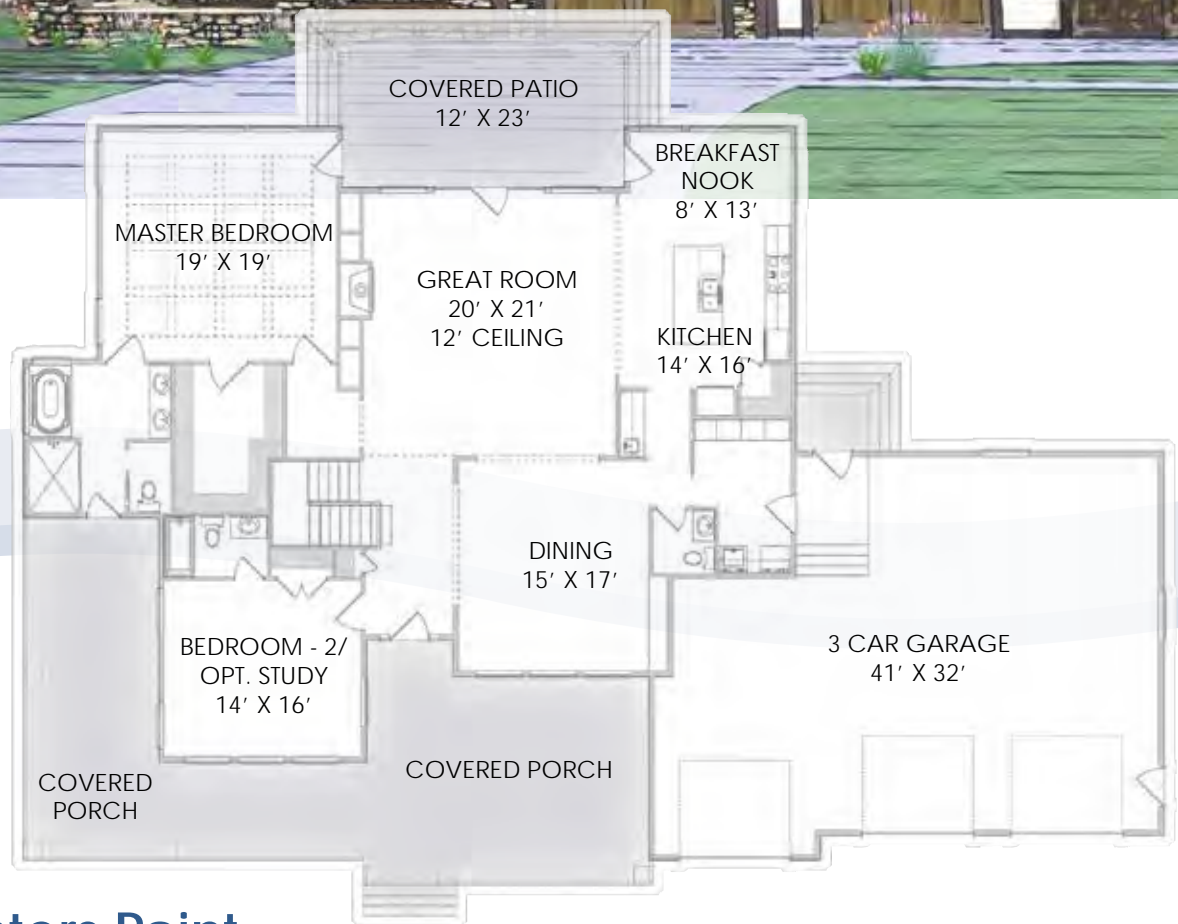 COVERED PATIO
12' X 23'
BREAKFAST
NOOK
8' X 13'
MASTER BEDROOM
19' X 19'
GREAT ROOM
20' X 21'
12' CEILING
KITCHEN
14' X 16'
DINING
15' X 17'
BEDROOM - 2/
OPT. STUDY
14' X 16'
3 CAR GARAGE
41' X 32'
COVERED
PORCH
COVERED PORCH
Point